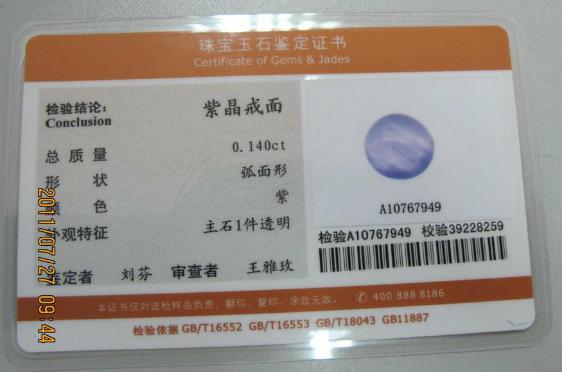 珠宝玉石鉴定证书
Certificate of Gems & Jades
检验结论:
Conclusion
紫晶戒面
总质量 0.140ct
形状 弧面形
颜色 紫
外观特征 主石1件透明
鉴定者 刘芬 审查者 王雅玫
A10767949
检验A10767949 校验39228259
本证书仅对送检样品负责、翻印、复印、涂改无效。 400 888 8186
检验依据 GB/T16552 GB/T16553 GB/T18043 GB11887
2011/07/27 09:44